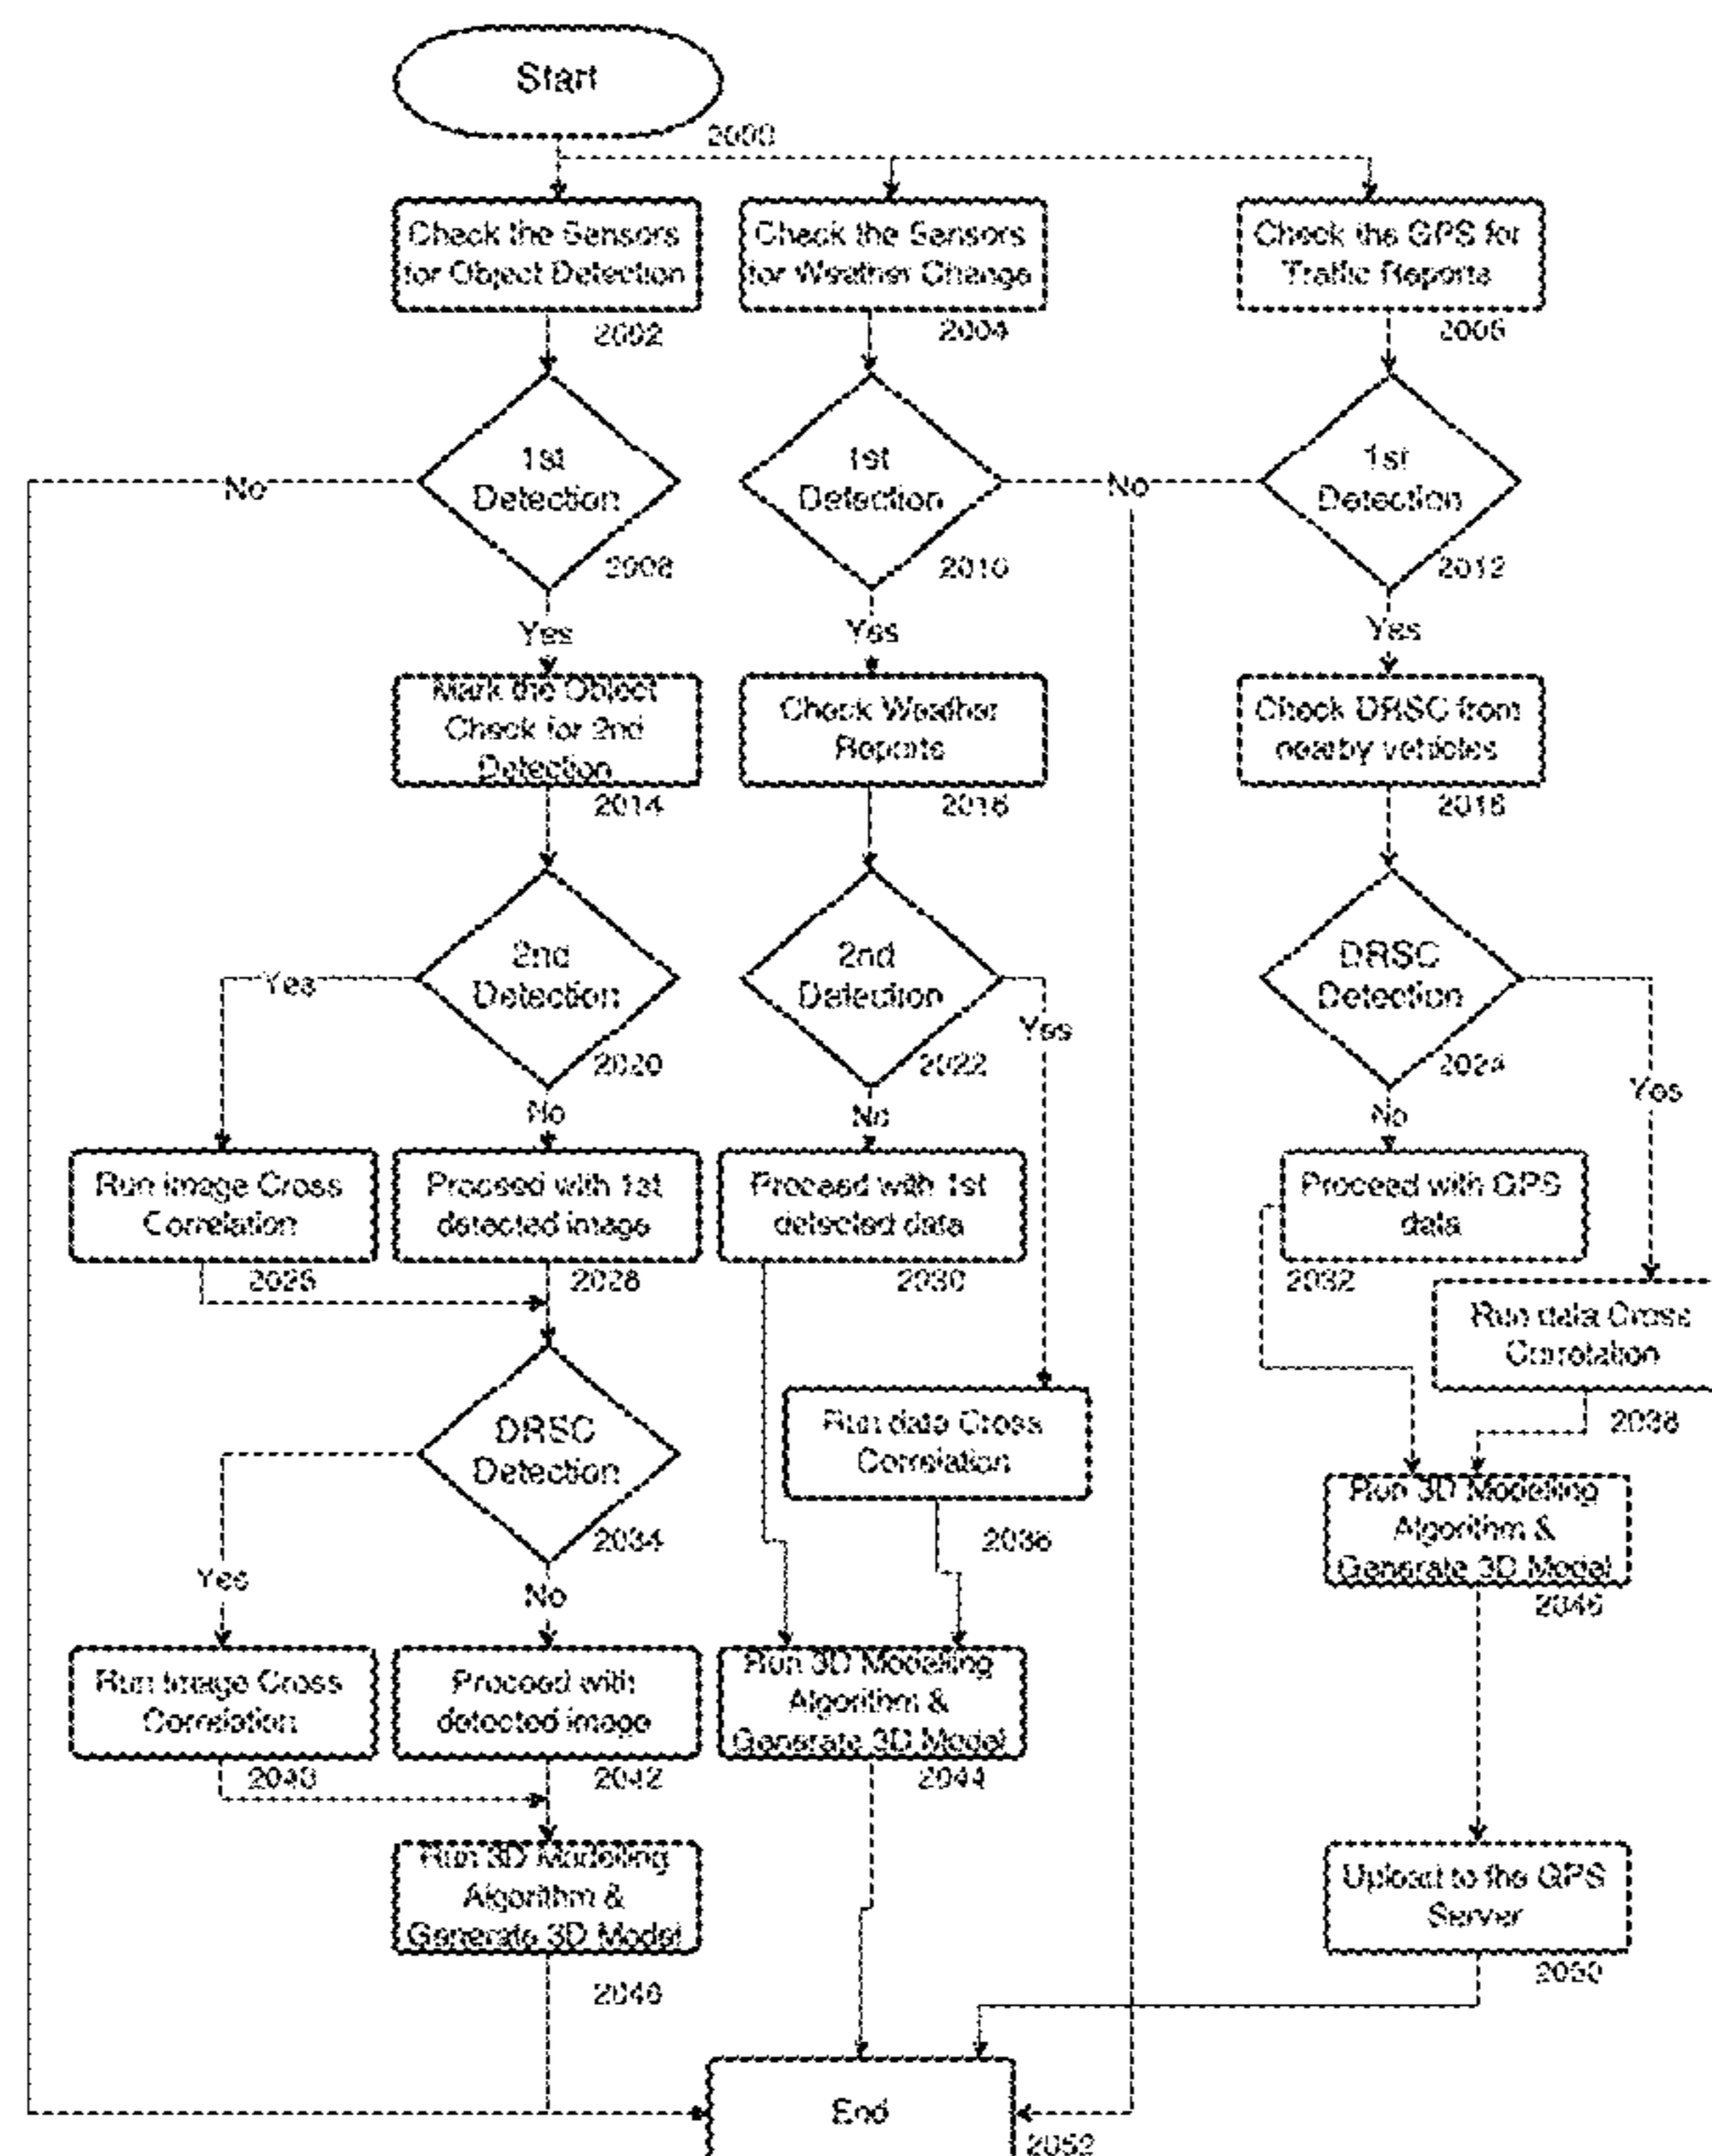 Start
2000
Check the Sensors
for Object Detection
2002
Check the Sensors
for Weather Change
2004
Check the GPS for
Traffic Reports
2006
1st
Detection
2008
No
Yes
1st
Detection
2010
No
Yes
1st
Detection
2012
Yes
Mark the Object
Check for 2nd
Detection
2014
Check Weather
Reports
2016
Check DRSC from
nearby vehicles
2018
2nd
Detection
2020
Yes
No
2nd
Detection
2022
Yes
No
DRSC
Detection
2024
Yes
No
Run Image Cross
Correlation
Proceed with 1st
detected image
2028
Proceed with 1st
detected data
2030
Proceed with GPS
data
2032
Run data Cross
Correlation
2038
DRSC
Detection
2034
Yes
No
Run data Cross
Correlation
2036
Run 3D Modelling
Algorithm &
Generate 3D Model
2046
Run Image Cross
Correlation
2040
Proceed with
detected image
2042
Run 3D Modelling
Algorithm &
Generate 3D Model
2044
Run 3D Modelling
Algorithm &
Generate 3D Model
Upload to the GPS
Server
2050
End
2052